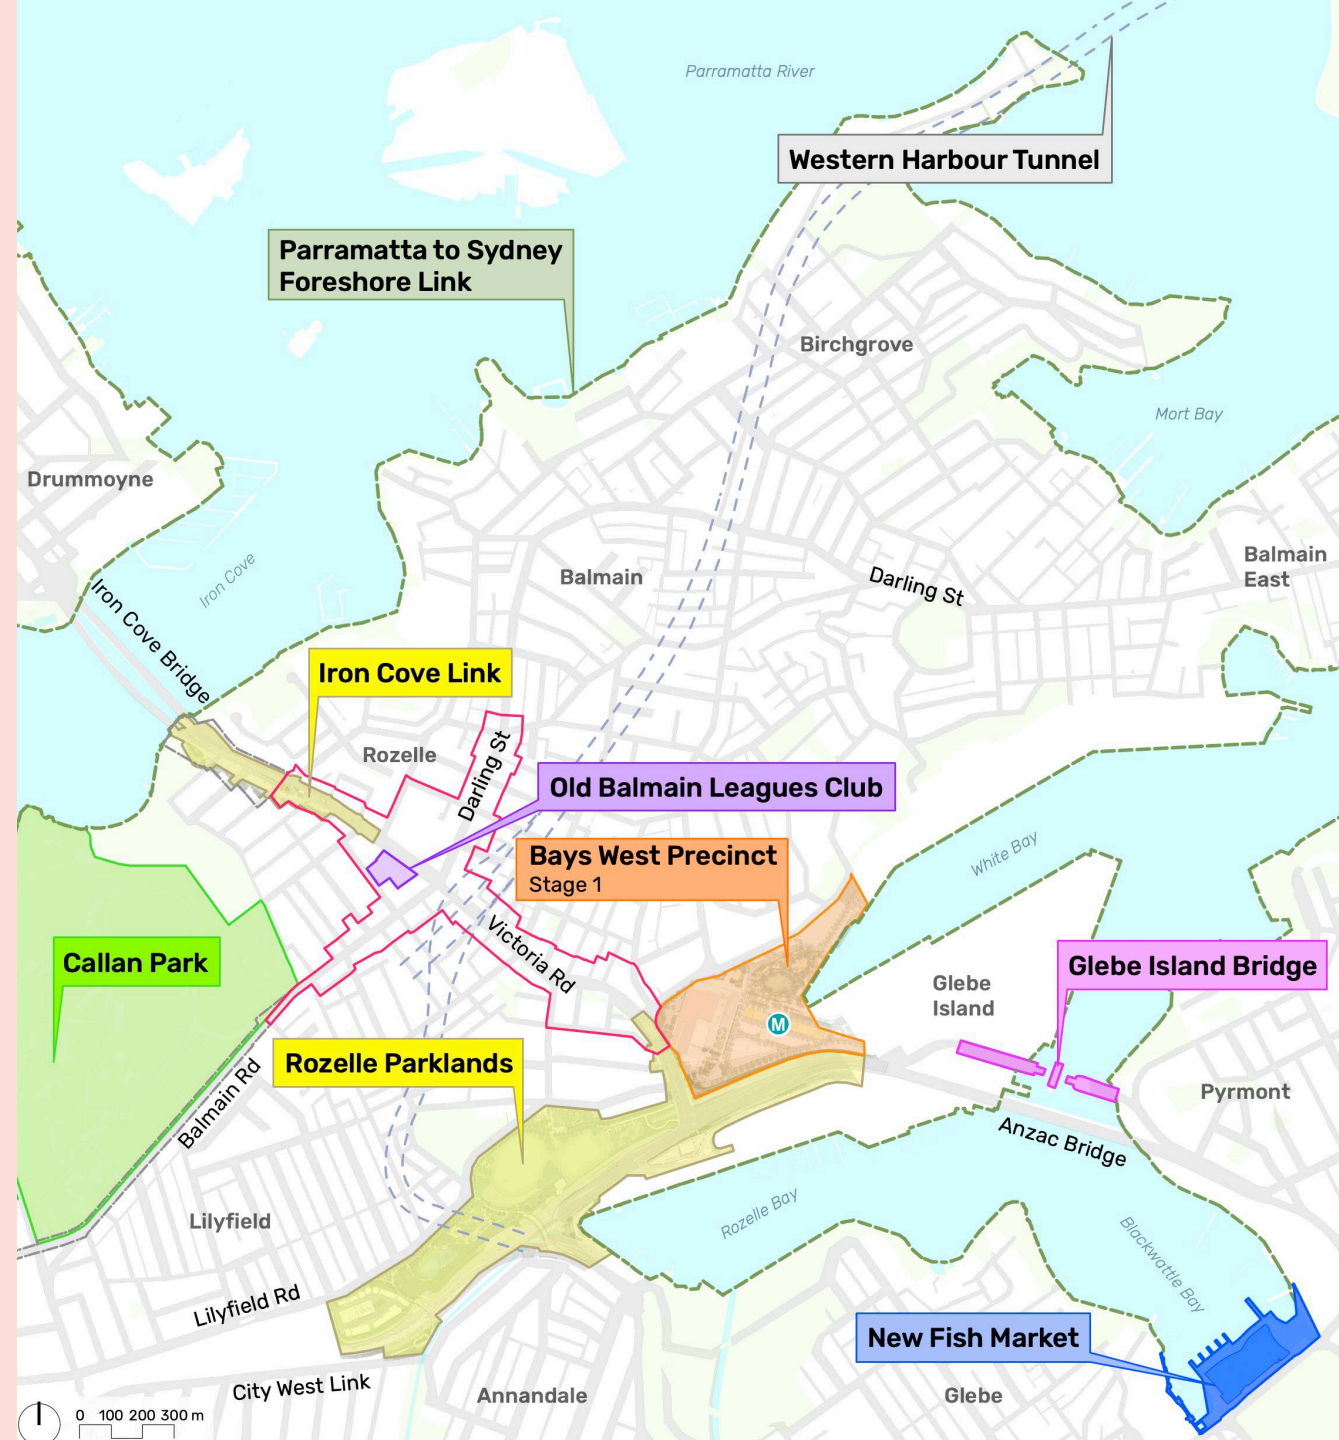 Parramatta River
Western Harbour Tunnel
Parramatta to Sydney
Foreshore Link
Birchgrove
Mort Bay
Drummoyne
Iron Cove
Balmain
Darling St
Balmain
East
Iron Cove Bridge
Iron Cove Link
Rozelle
Darling St
Old Balmain Leagues Club
Bays West Precinct
Stage 1
White Bay
Victoria Rd
Callan Park
Glebe Island Bridge
Glebe
Island
M
Rozelle Parklands
Balmain Rd
Pyrmont
Anzac Bridge
Rozelle Bay
Lilyfield
Blackwattle Bay
Lilyfield Rd
New Fish Market
City West Link
Annandale
Glebe
0 100 200 300 m